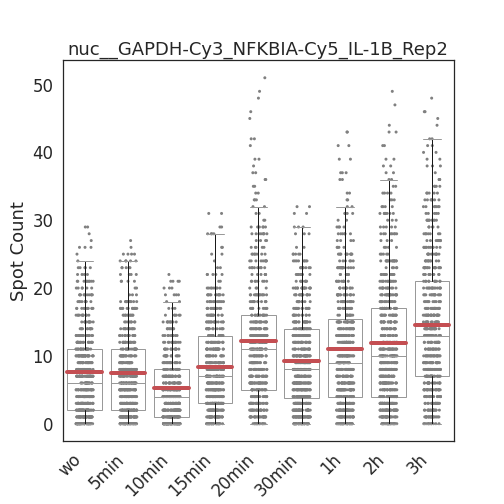 nuc__GAPDH-Cy3_NFKBIA-Cy5_IL-1B_Rep2
50
40
30
20
10
0
Spot Count
wo
5min
10min
15min
20min
30min
1h
2h
3h